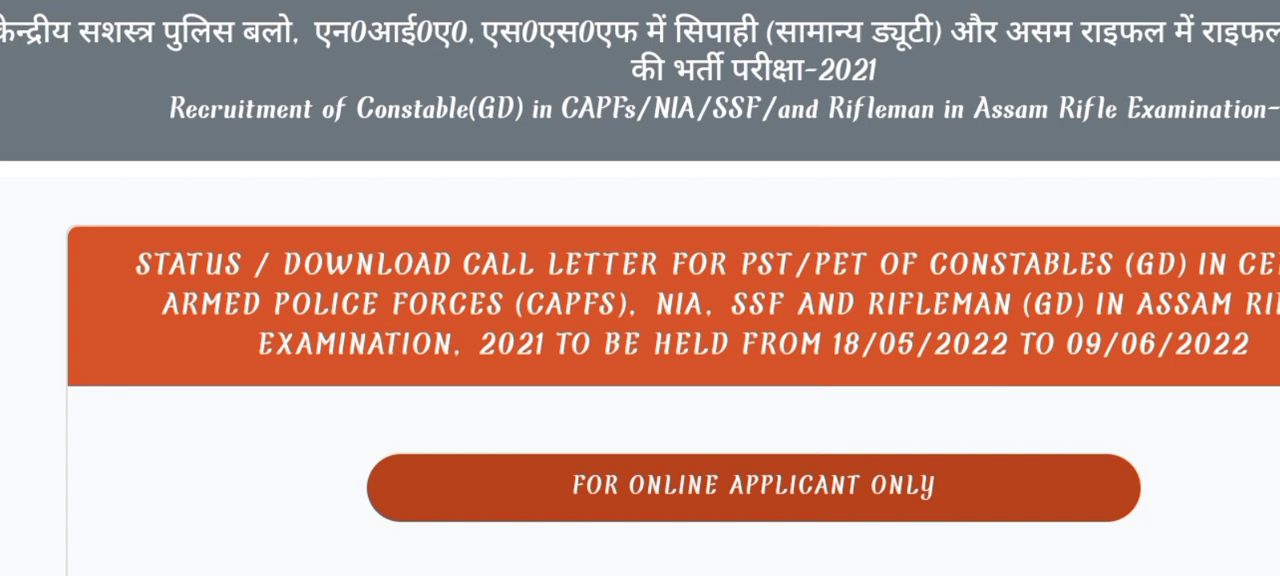 केन्द्रीय सशस्त्र पुलिस बलो, एन0आई0ए0, एस0एस0एफ में सिपाही (सामान्य ड्यूटी) और असम राइफल में राइफल
की भर्ती परीक्षा-2021
Recruitment of Constable(GD) in CAPFs/NIA/SSF/and Rifleman in Assam Rifle Examination-
STATUS / DOWNLOAD CALL LETTER FOR PST/PET OF CONSTABLES (GD) IN
ARMED POLICE FORCES (CAPFS), NIA, SSF AND RIFLEMAN (GD) IN ASSAM
EXAMINATION, 2021 TO BE HELD FROM 18/05/2022 TO 09/06/2022
FOR ONLINE APPLICANT ONLY